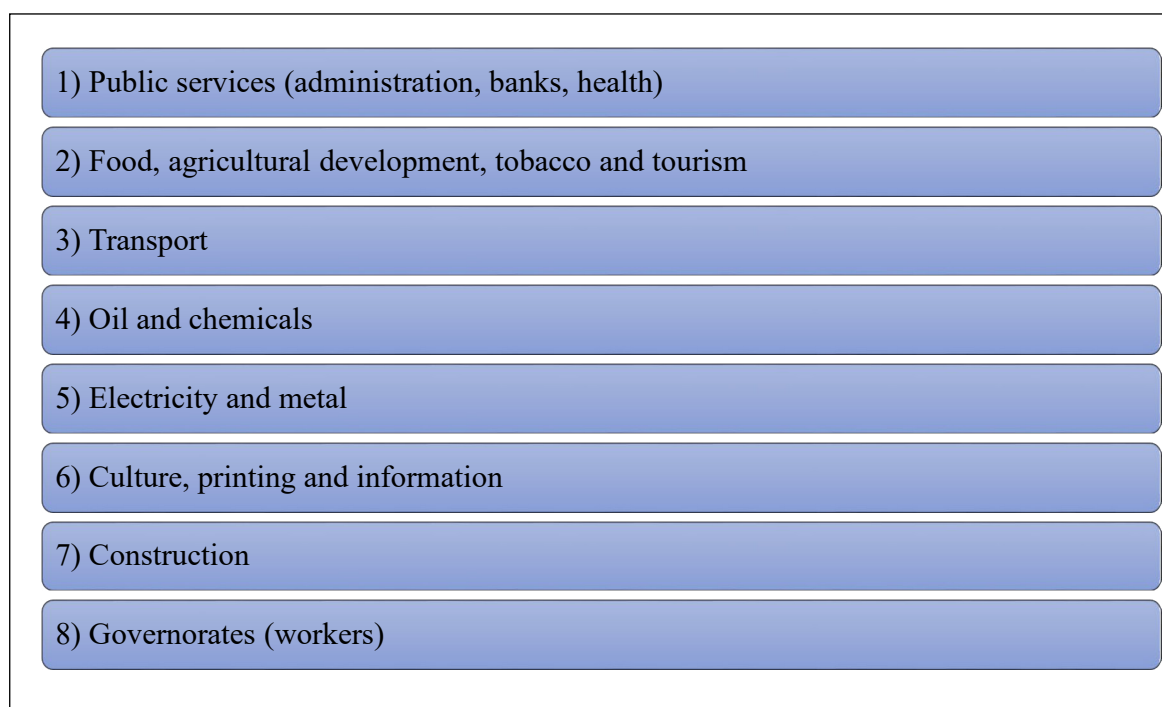 1) Public services (administration, banks, health)
2) Food, agricultural development, tobacco and tourism
3) Transport
4) Oil and chemicals
5) Electricity and metal
6) Culture, printing and information
7) Construction
8) Governorates (workers)